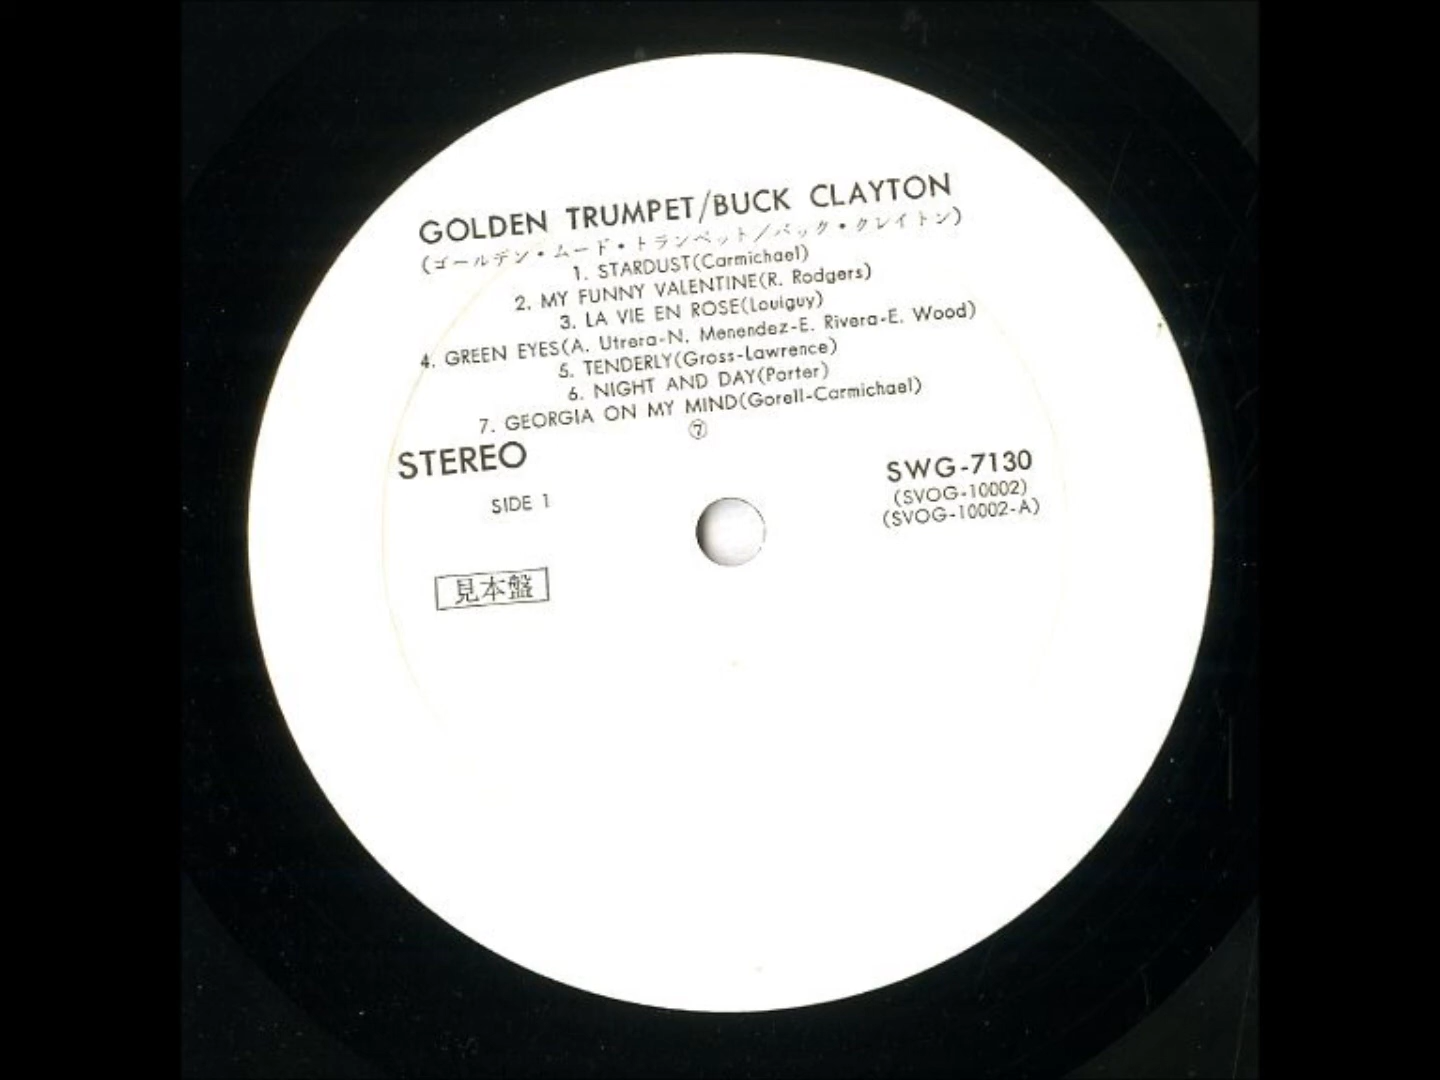 GOLDEN TRUMPET/BUCK CLAYTON
(ゴールデン・ムード・トランペット/バック・クレイトン)
1. STARDUST(Carmichael)
2. MY FUNNY VALENTINE(R. Rodgers)
3. LA VIE EN ROSE(Louiguy)
4. GREEN EYES(A. Utrera-N. Menendez-E. Rivera-E. Wood)
5. TENDERLY(Gross-Lawrence)
6. NIGHT AND DAY(Porter)
7. GEORGIA ON MY MIND(Gorell-Carmichael)
⑦
STEREO
SIDE 1
SWG-7130
(SVOG-10002)
(SVOG-10002-A)
見本盤